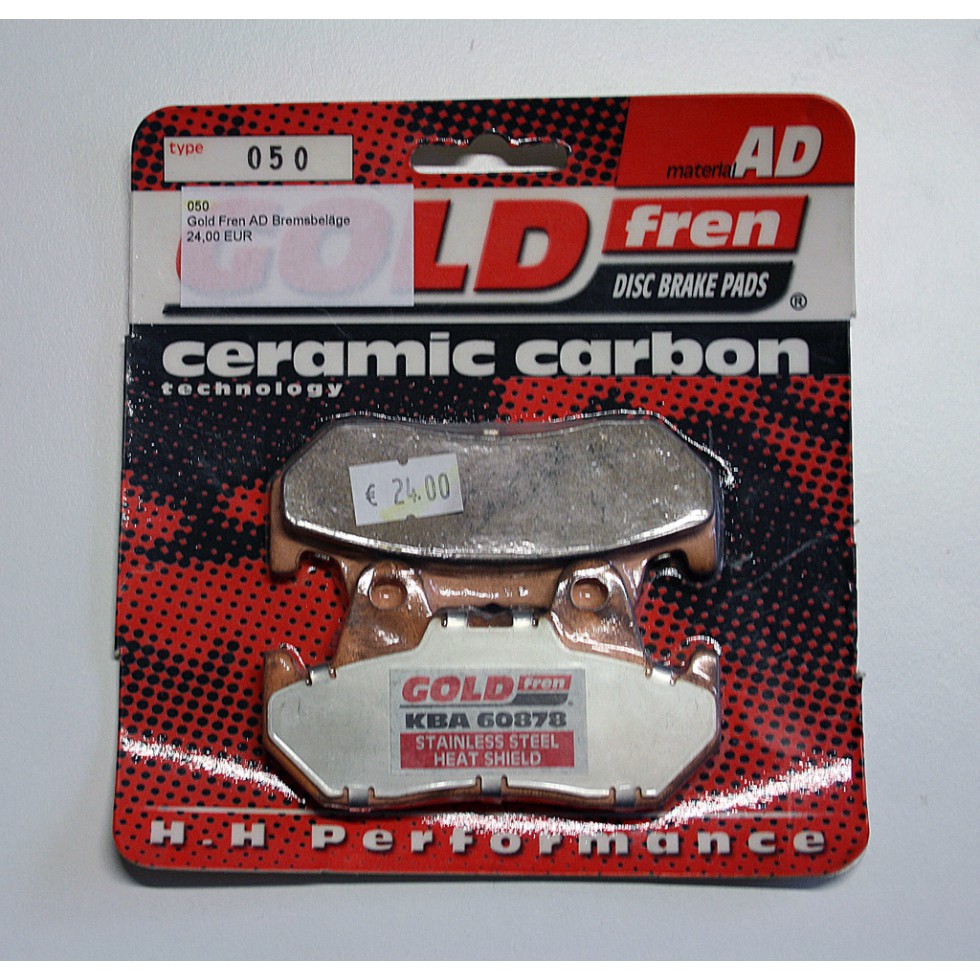 type 050
material AD
050
Gold Fren AD Bremsbeläge
24,00 EUR
GOLD fren
DISC BRAKE PADS ®
ceramic carbon
technology
€ 24.00
GOLD fren
KBA 60878
STAINLESS STEEL
HEAT SHIELD
H.H Performance